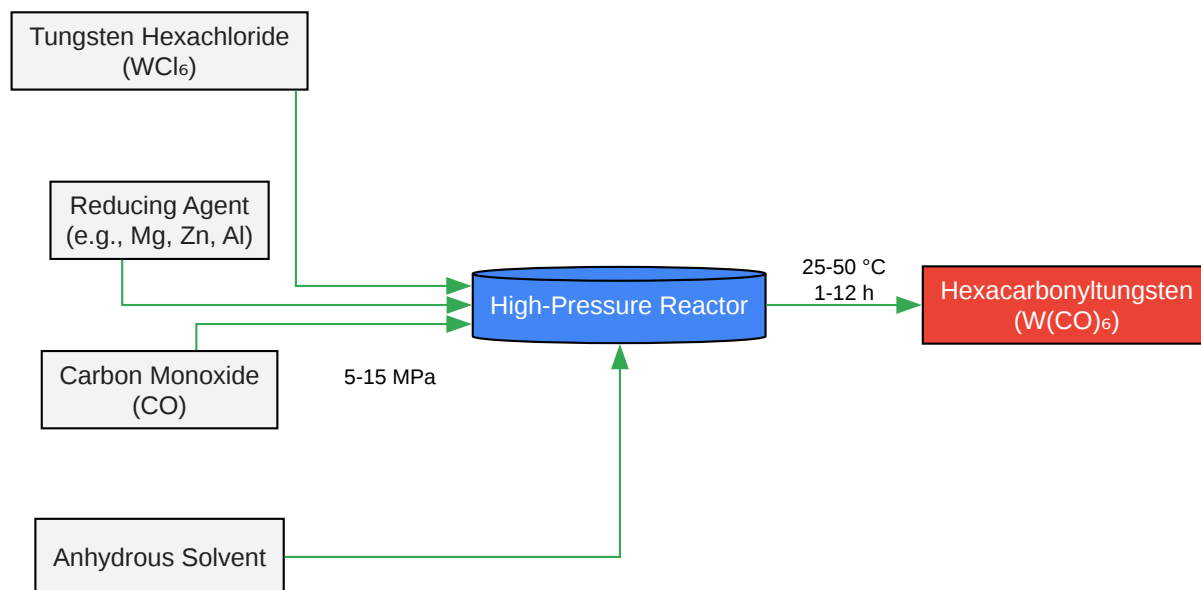 Tungsten Hexachloride
(WCl₆)
Reducing Agent
(e.g., Mg, Zn, Al)
Carbon Monoxide
(CO)
5-15 MPa
Anhydrous Solvent
High-Pressure Reactor
25-50 °C
1-12 h
Hexacarbonyltungsten
(W(CO)₆)